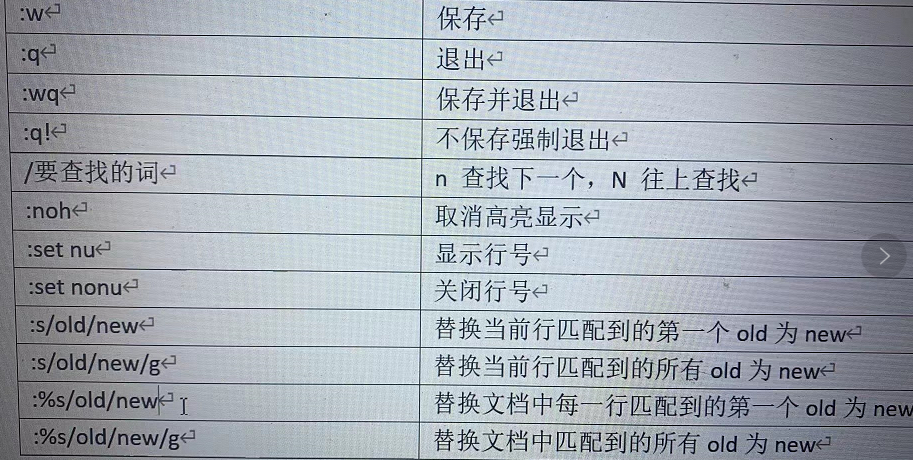 :w 保存
:q 退出
:wq 保存并退出
:q! 不保存强制退出
/要查找的词 n 查找下一个，N 往上查找
:noh 取消高亮显示
:set nu 显示行号
:set nonu 关闭行号
:s/old/new 替换当前行匹配到的第一个 old 为 new
:s/old/new/g 替换当前行匹配到的所有 old 为 new
:%s/old/new 替换文档中每一行匹配到的第一个 old 为 new
:%s/old/new/g 替换文档中匹配到的所有 old 为 new